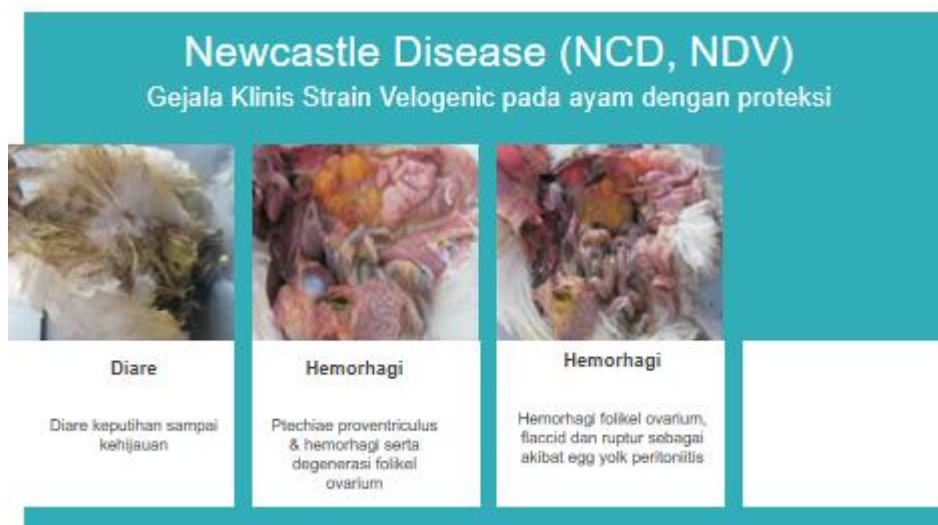 Newcastle Disease (NCD, NDV)
Gejala Klinis Strain Velogenic pada ayam dengan proteksi
Diare
Diare keputihan sampai
kehijauan
Hemorhagi
Ptechiae proventriculus
& hemorhagi serta
degenerasi folikel
ovarium
Hemorhagi
Hemorhagi folikel ovarium,
flaccid dan ruptur sebagai
akibat egg yolk peritoniitis